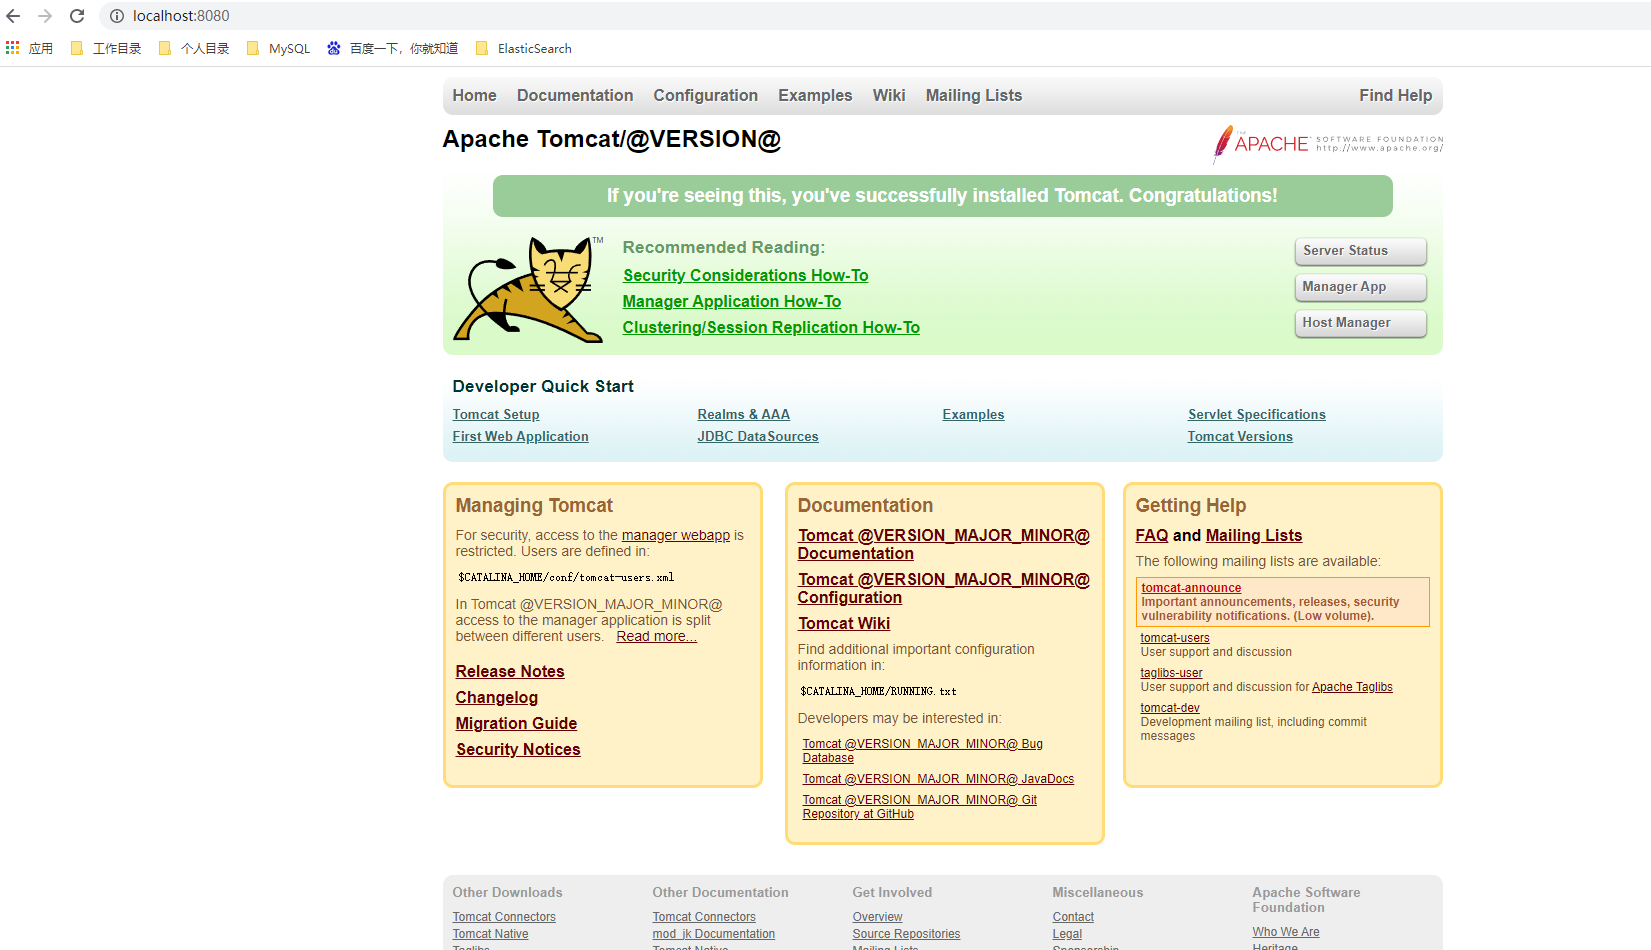 localhost:8080
应用 工作目录 个人目录 MySQL 百度一下，你就知道 ElasticSearch
Home Documentation Configuration Examples Wiki Mailing Lists Find Help
Apache Tomcat/@VERSION@
THE APACHE SOFTWARE FOUNDATION
http://www.apache.org/
If you're seeing this, you've successfully installed Tomcat. Congratulations!
TM
Recommended Reading:
Security Considerations How-To
Manager Application How-To
Clustering/Session Replication How-To
Server Status
Manager App
Host Manager
Developer Quick Start
Tomcat Setup
First Web Application
Realms & AAA
JDBC DataSources
Examples
Servlet Specifications
Tomcat Versions
Managing Tomcat
For security, access to the manager webapp is
restricted. Users are defined in:
$CATALINA_HOME/conf/tomcat-users.xml
In Tomcat @VERSION_MAJOR_MINOR@
access to the manager application is split
between different users. Read more...
Release Notes
Changelog
Migration Guide
Security Notices
Documentation
Tomcat @VERSION_MAJOR_MINOR@
Documentation
Tomcat @VERSION_MAJOR_MINOR@
Configuration
Tomcat Wiki
Find additional important configuration
information in:
$CATALINA_HOME/RUNNING.txt
Developers may be interested in:
Tomcat @VERSION_MAJOR_MINOR@ Bug
Database
Tomcat @VERSION_MAJOR_MINOR@ JavaDocs
Tomcat @VERSION_MAJOR_MINOR@ Git
Repository at GitHub
Getting Help
FAQ and Mailing Lists
The following mailing lists are available:
tomcat-announce
Important announcements, releases, security
vulnerability notifications. (Low volume).
tomcat-users
User support and discussion
taglibs-user
User support and discussion for Apache Taglibs
tomcat-dev
Development mailing list, including commit
messages
Other Downloads
Tomcat Connectors
Tomcat Native
Taglibs
Other Documentation
Tomcat Connectors
mod_jk Documentation
Tomcat Native
Get Involved
Overview
Source Repositories
Mailing Lists
Miscellaneous
Contact
Legal
Sponsorship
Apache Software
Foundation
Who We Are
Heritage